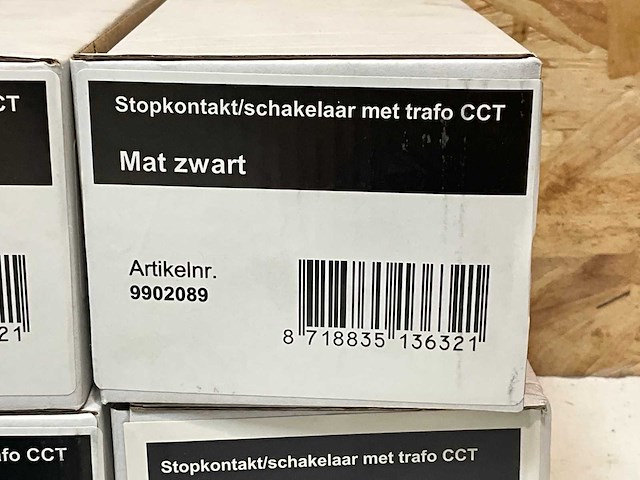 CT
Stopkontakt/schakelaar met trafo CCT
Mat zwart
Artikelnr.
9902089
8 718835 136321
21
afo CCT
Stopkontakt/schakelaar met trafo CCT